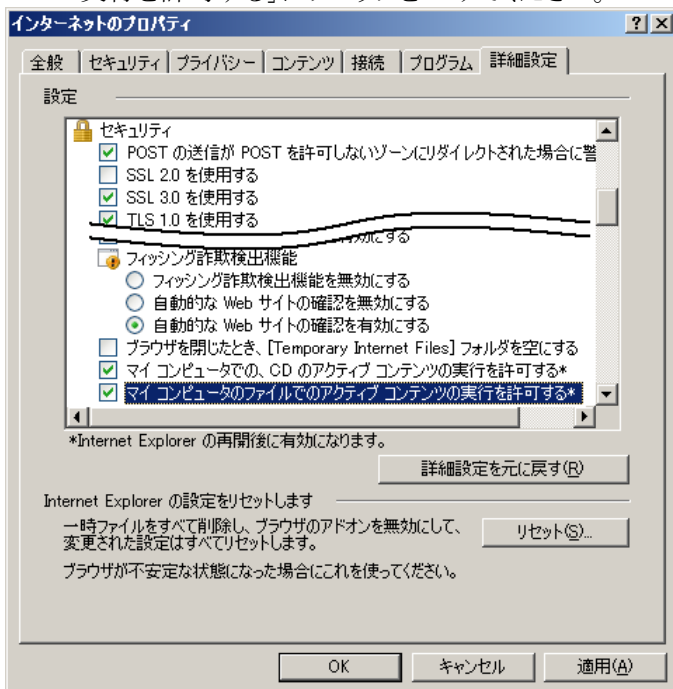 インターネットのプロパティ
全般 セキュリティ プライバシー コンテンツ 接続 プログラム 詳細設定
設定
セキュリティ
POST の送信が POST を許可しないゾーンにリダイレクトされた場合に警
SSL 2.0 を使用する
SSL 3.0 を使用する
TLS 1.0 を使用する
する
フィッシング詐欺検出機能
フィッシング詐欺検出機能を無効にする
自動的な Web サイトの確認を無効にする
自動的な Web サイトの確認を有効にする
ブラウザを閉じたとき、[Temporary Internet Files] フォルダを空にする
マイ コンピュータでの、CD のアクティブ コンテンツの実行を許可する*
マイ コンピュータのファイルでのアクティブ コンテンツの実行を許可する*
*Internet Explorer の再開後に有効になります。
詳細設定を元に戻す(R)
Internet Explorer の設定をリセットします
一時ファイルをすべて削除し、ブラウザのアドオンを無効にして、
変更された設定はすべてリセットします。
リセット(S)...
ブラウザが不安定な状態になった場合にこれを使ってください。
OK キャンセル 適用(A)